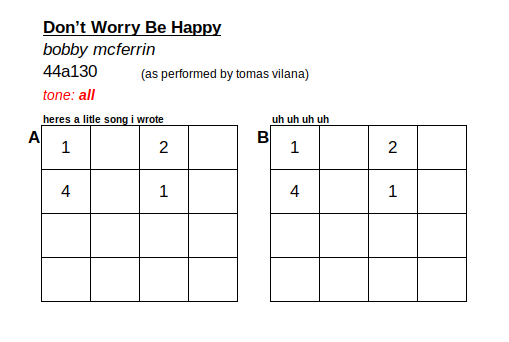 Don't Worry Be Happy
bobby mcferrin
44a130 (as performed by tomas vilana)
tone: all
heres a litle song i wrote
uh uh uh uh
A
1 2
4 1
B
1 2
4 1